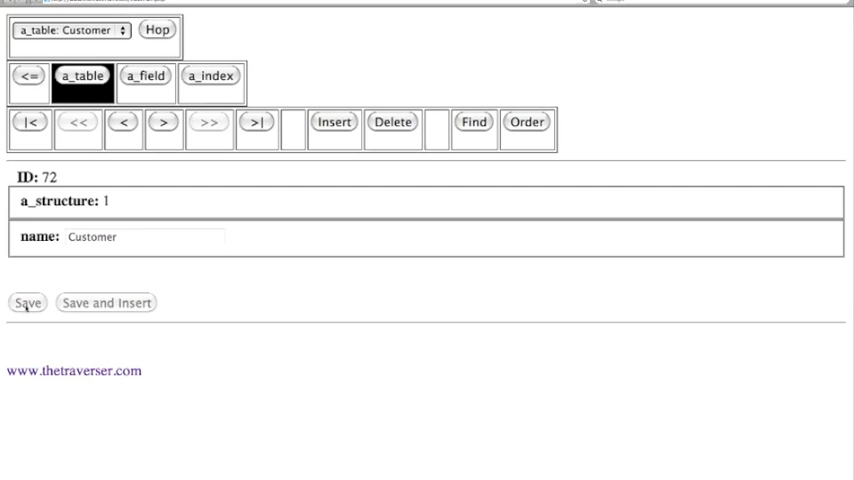 a_table: Customer Hop
<= a_table a_field a_index
|< << < > >> >| Insert Delete Find Order
ID: 72
a_structure: 1
name: Customer
Save Save and Insert
www.thetraverser.com